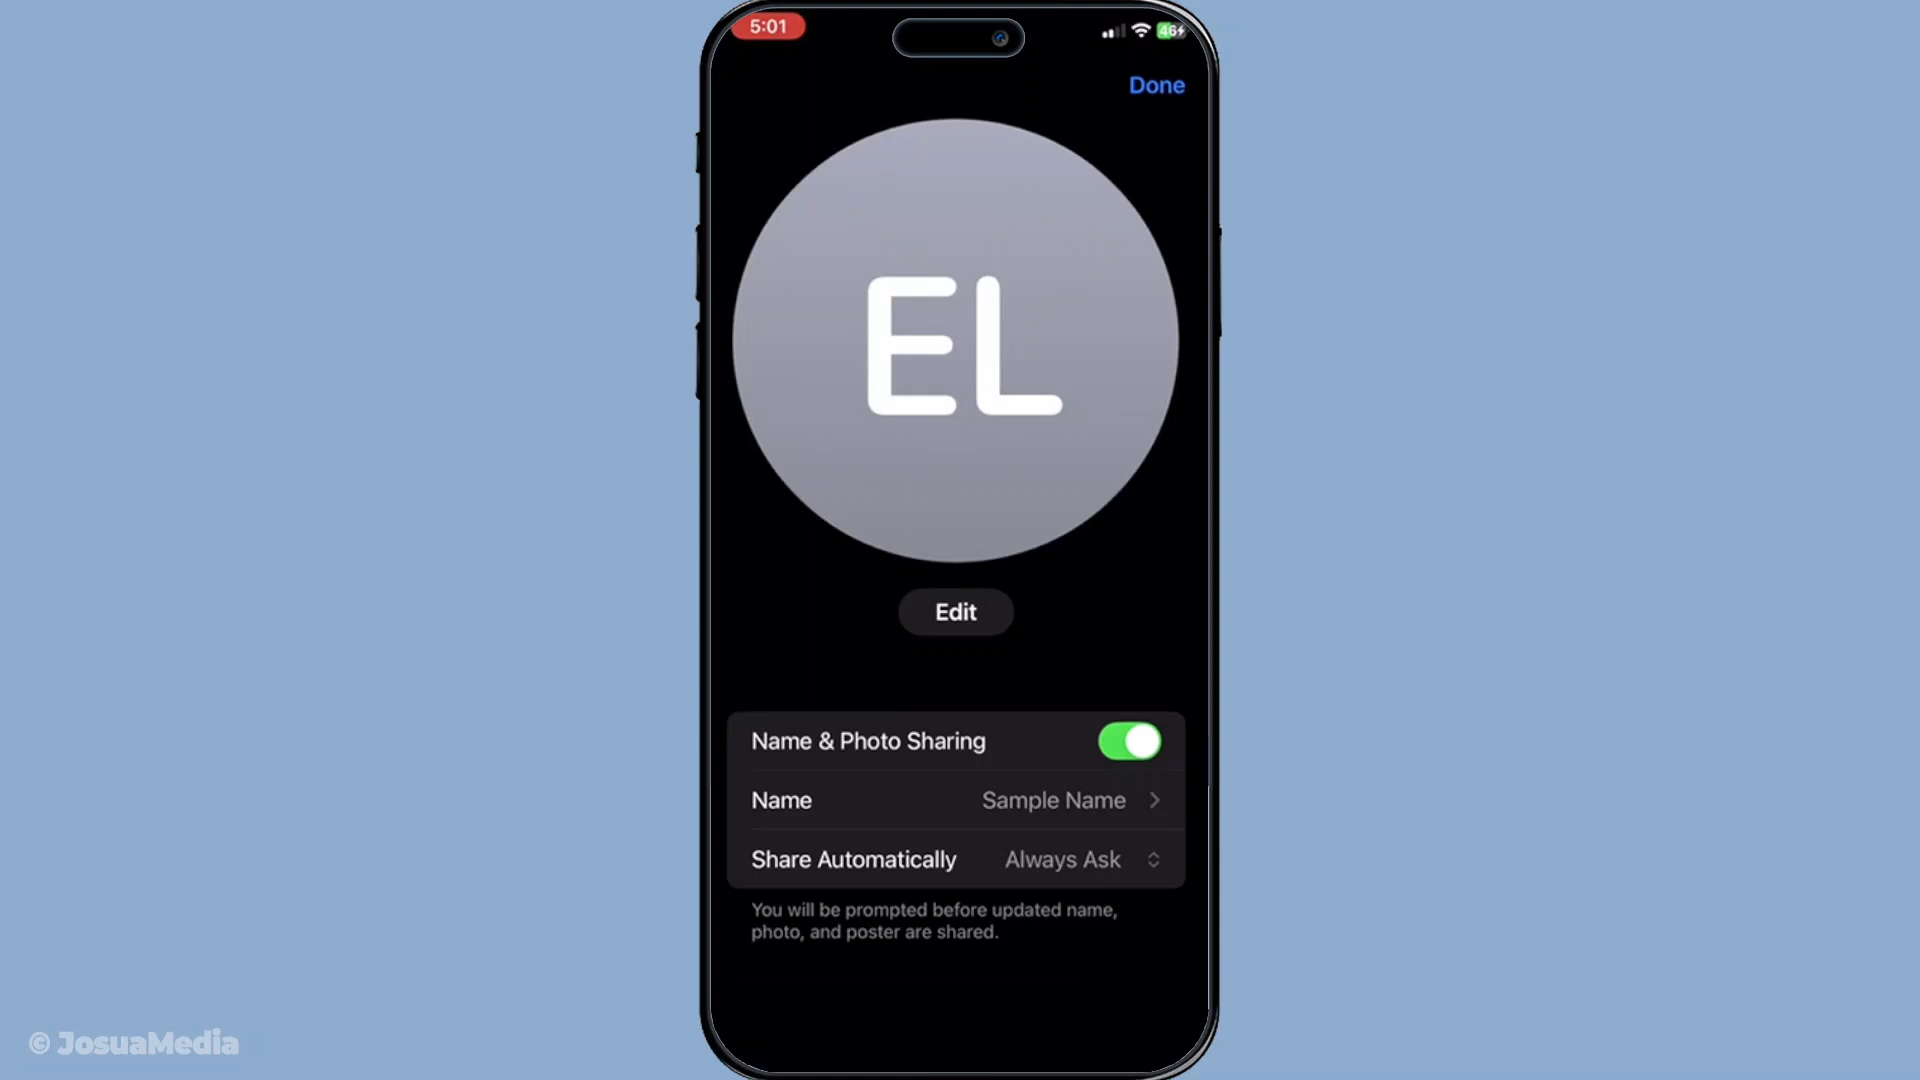 5:01
46
Done
EL
Edit
Name & Photo Sharing
Name Sample Name
Share Automatically Always Ask
You will be prompted before updated name,
photo, and poster are shared.
© JosuaMedia